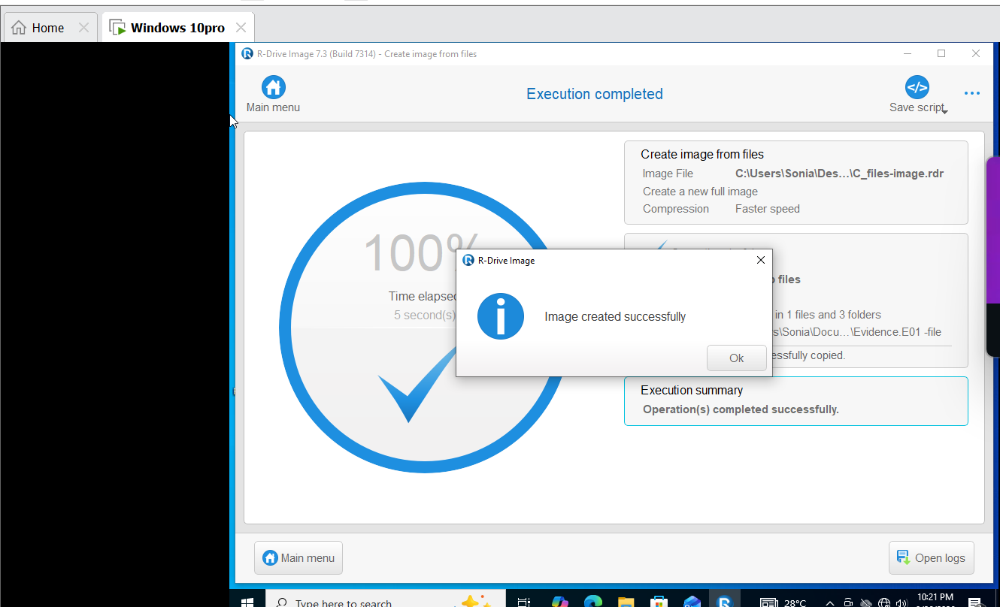 Home
Windows 10pro
R-Drive Image 7.3 (Build 7314) - Create image from files
Main menu
Execution completed
Save script
Create image from files
Image File C:\Users\Sonia\Des...\C_files-image.rdr
Create a new full image
Compression Faster speed
100%
Time elapsed
5 second(s)
files
in 1 files and 3 folders
s\Sonia\Docu...\Evidence.E01 -file
essfully copied.
R-Drive Image
Image created successfully
Ok
Execution summary
Operation(s) completed successfully.
Main menu
Open logs
Type here to search
28°C
10:21 PM